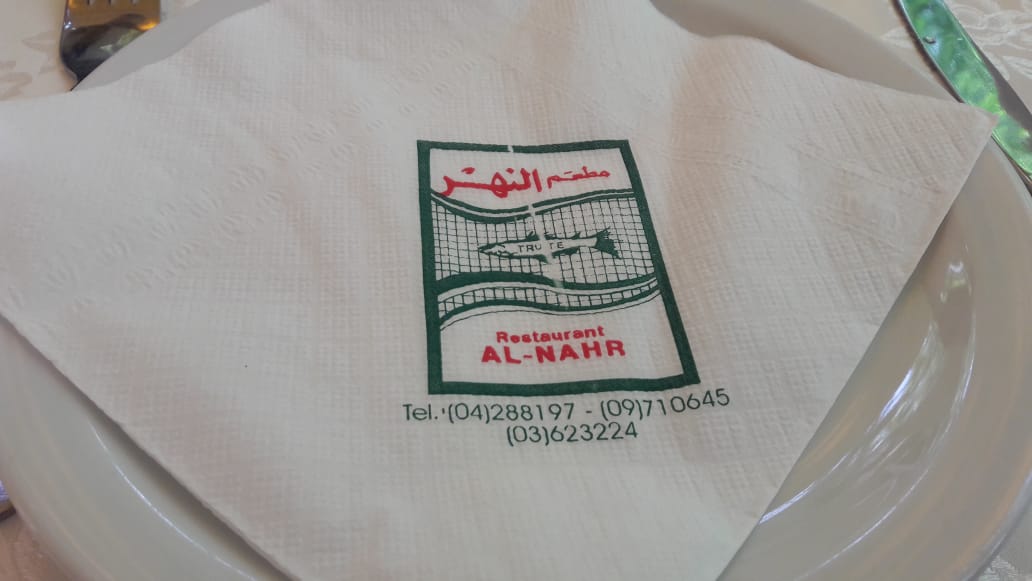 مطعم النهر
TRUITE
Restaurant
AL-NAHR
Tel.:(04)288197 - (09)710645
(03)623224